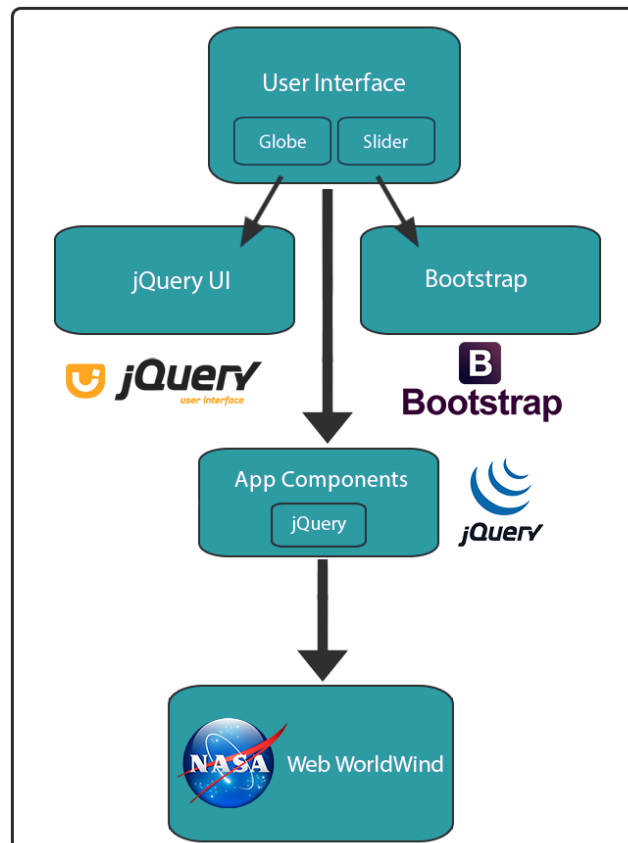 User Interface
Globe
Slider
jQuery UI
Bootstrap
jQuery
user interface
B
Bootstrap
App Components
jQuery
jQuery
NASA
Web WorldWind